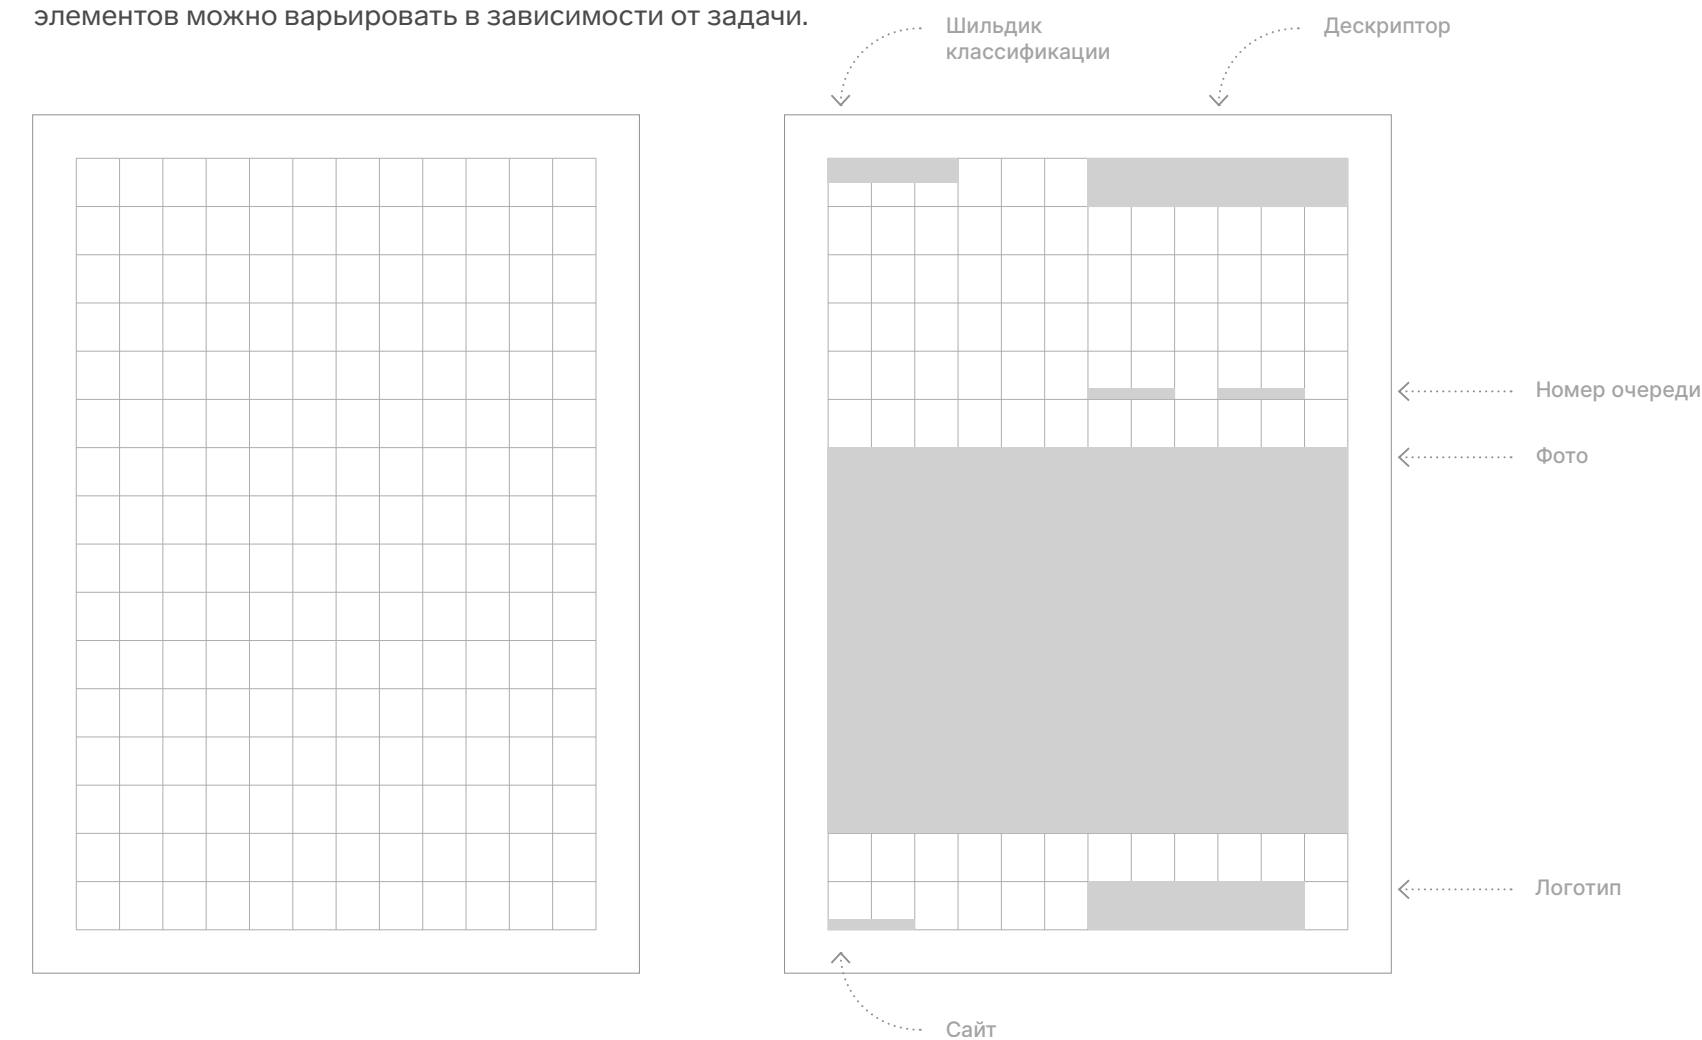 элементов можно варьировать в зависимости от задачи.
Шильдик
классификации
Дескриптор
Номер очереди
Фото
Логотип
Сайт